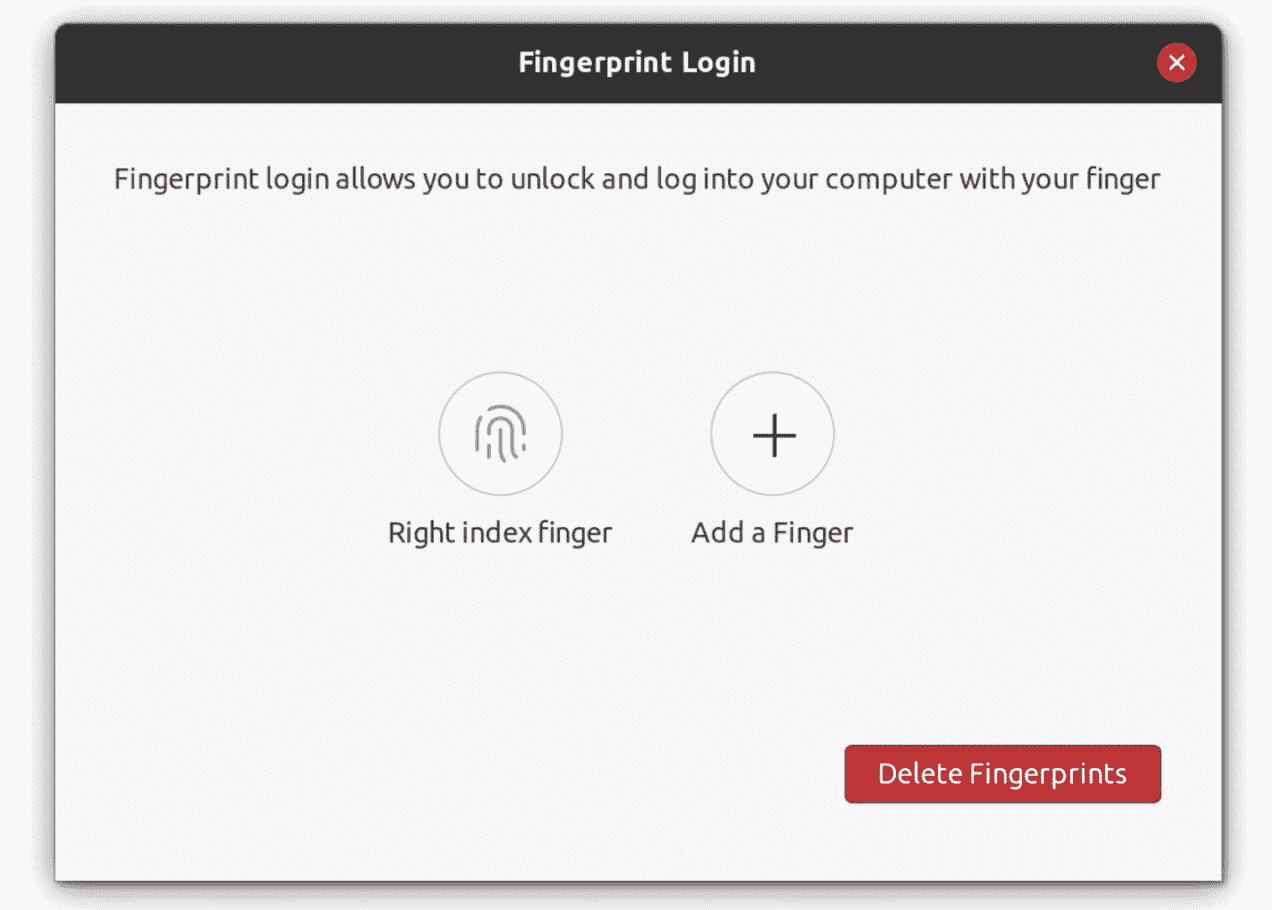 Fingerprint Login
Fingerprint login allows you to unlock and log into your computer with your finger
Right index finger
Add a Finger
Delete Fingerprints